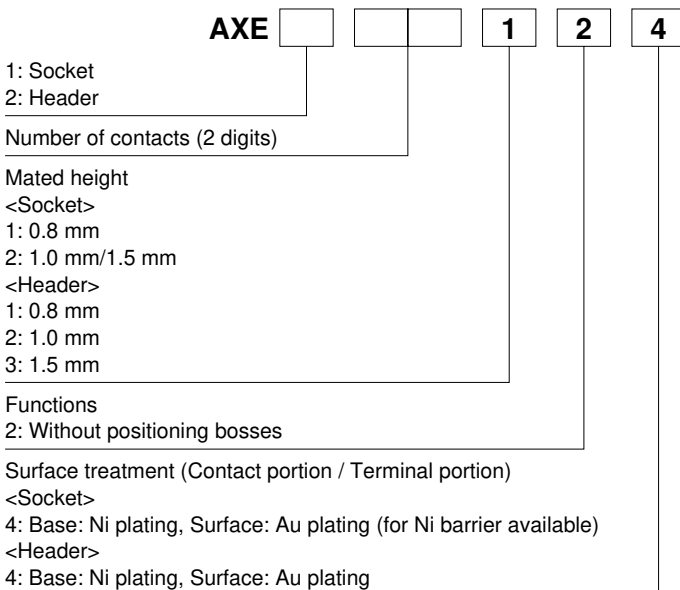 AXE 1 2 4
1: Socket
2: Header
Number of contacts (2 digits)
Mated height
<Socket>
1: 0.8 mm
2: 1.0 mm/1.5 mm
<Header>
1: 0.8 mm
2: 1.0 mm
3: 1.5 mm
Functions
2: Without positioning bosses
Surface treatment (Contact portion / Terminal portion)
<Socket>
4: Base: Ni plating, Surface: Au plating (for Ni barrier available)
<Header>
4: Base: Ni plating, Surface: Au plating